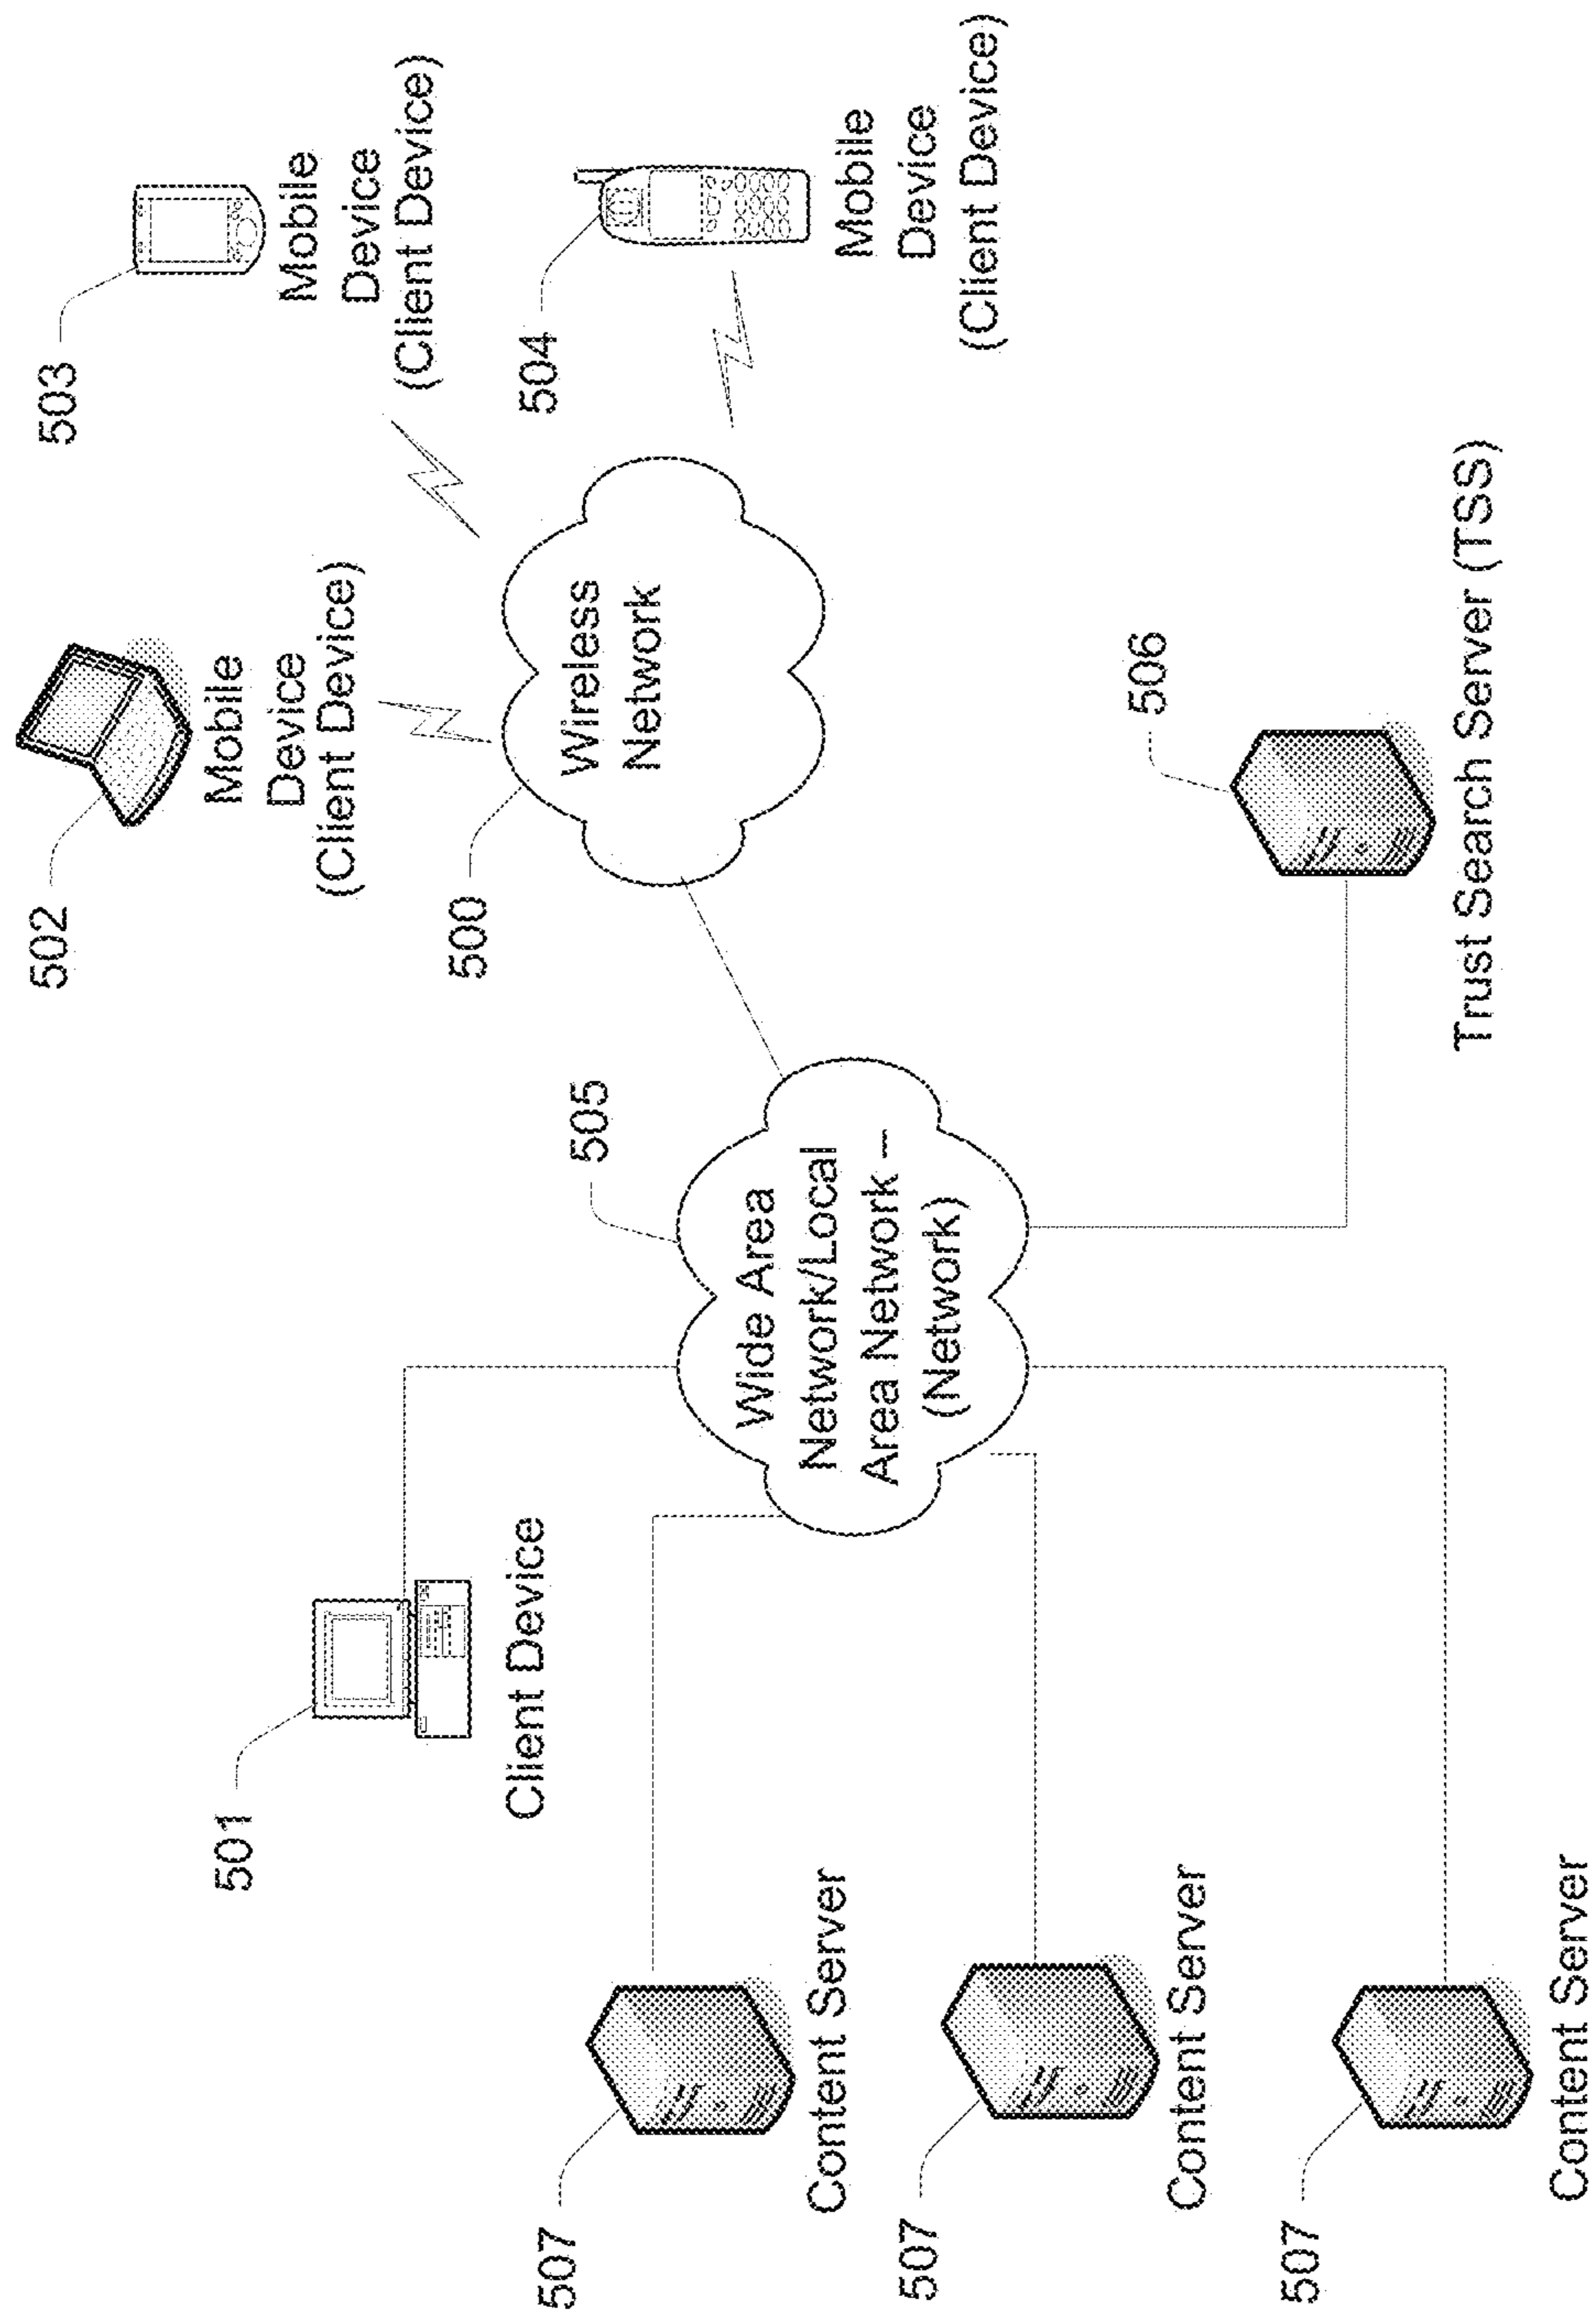 502
Mobile
Device
(Client Device)
503
Mobile
Device
(Client Device)
501
Client Device
500
Wireless
Network
504
Mobile
Device
(Client Device)
505
Wide Area
Network/Local
Area Network –
(Network)
507
Content Server
507
Content Server
507
Content Server
506
Trust Search Server (TSS)